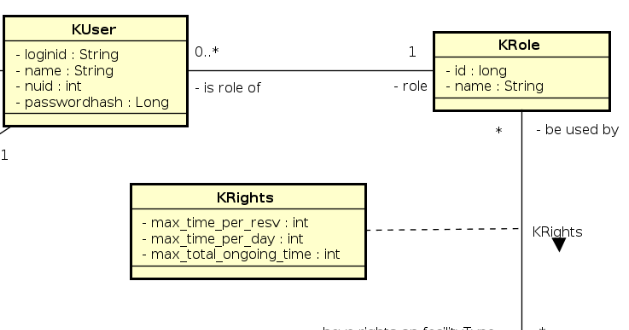 KUser
- loginid : String
- name : String
- nuid : int
- passwordhash : Long
0..*
1
- is role of
- role
KRole
- id : long
- name : String
*
- be used by
1
KRights
- max_time_per_resv : int
- max_time_per_day : int
- max_total_ongoing_time : int
KRights